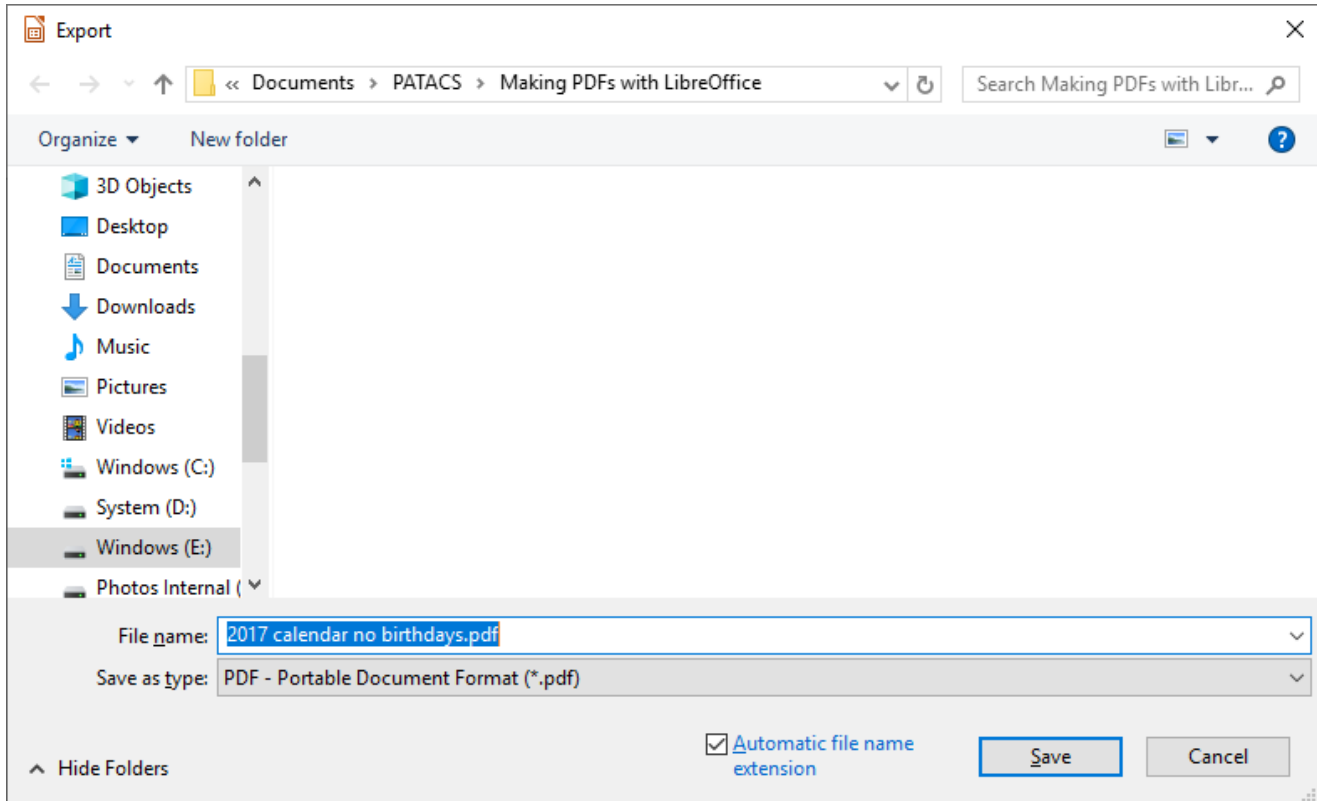 Export
« Documents > PATACS > Making PDFs with LibreOffice
Search Making PDFs with Libr...
Organize
New folder
?
3D Objects
Desktop
Documents
Downloads
Music
Pictures
Videos
Windows (C:)
System (D:)
Windows (E:)
Photos Internal (
File name: 2017 calendar no birthdays.pdf
Save as type: PDF - Portable Document Format (*.pdf)
Automatic file name
extension
Save
Cancel
Hide Folders